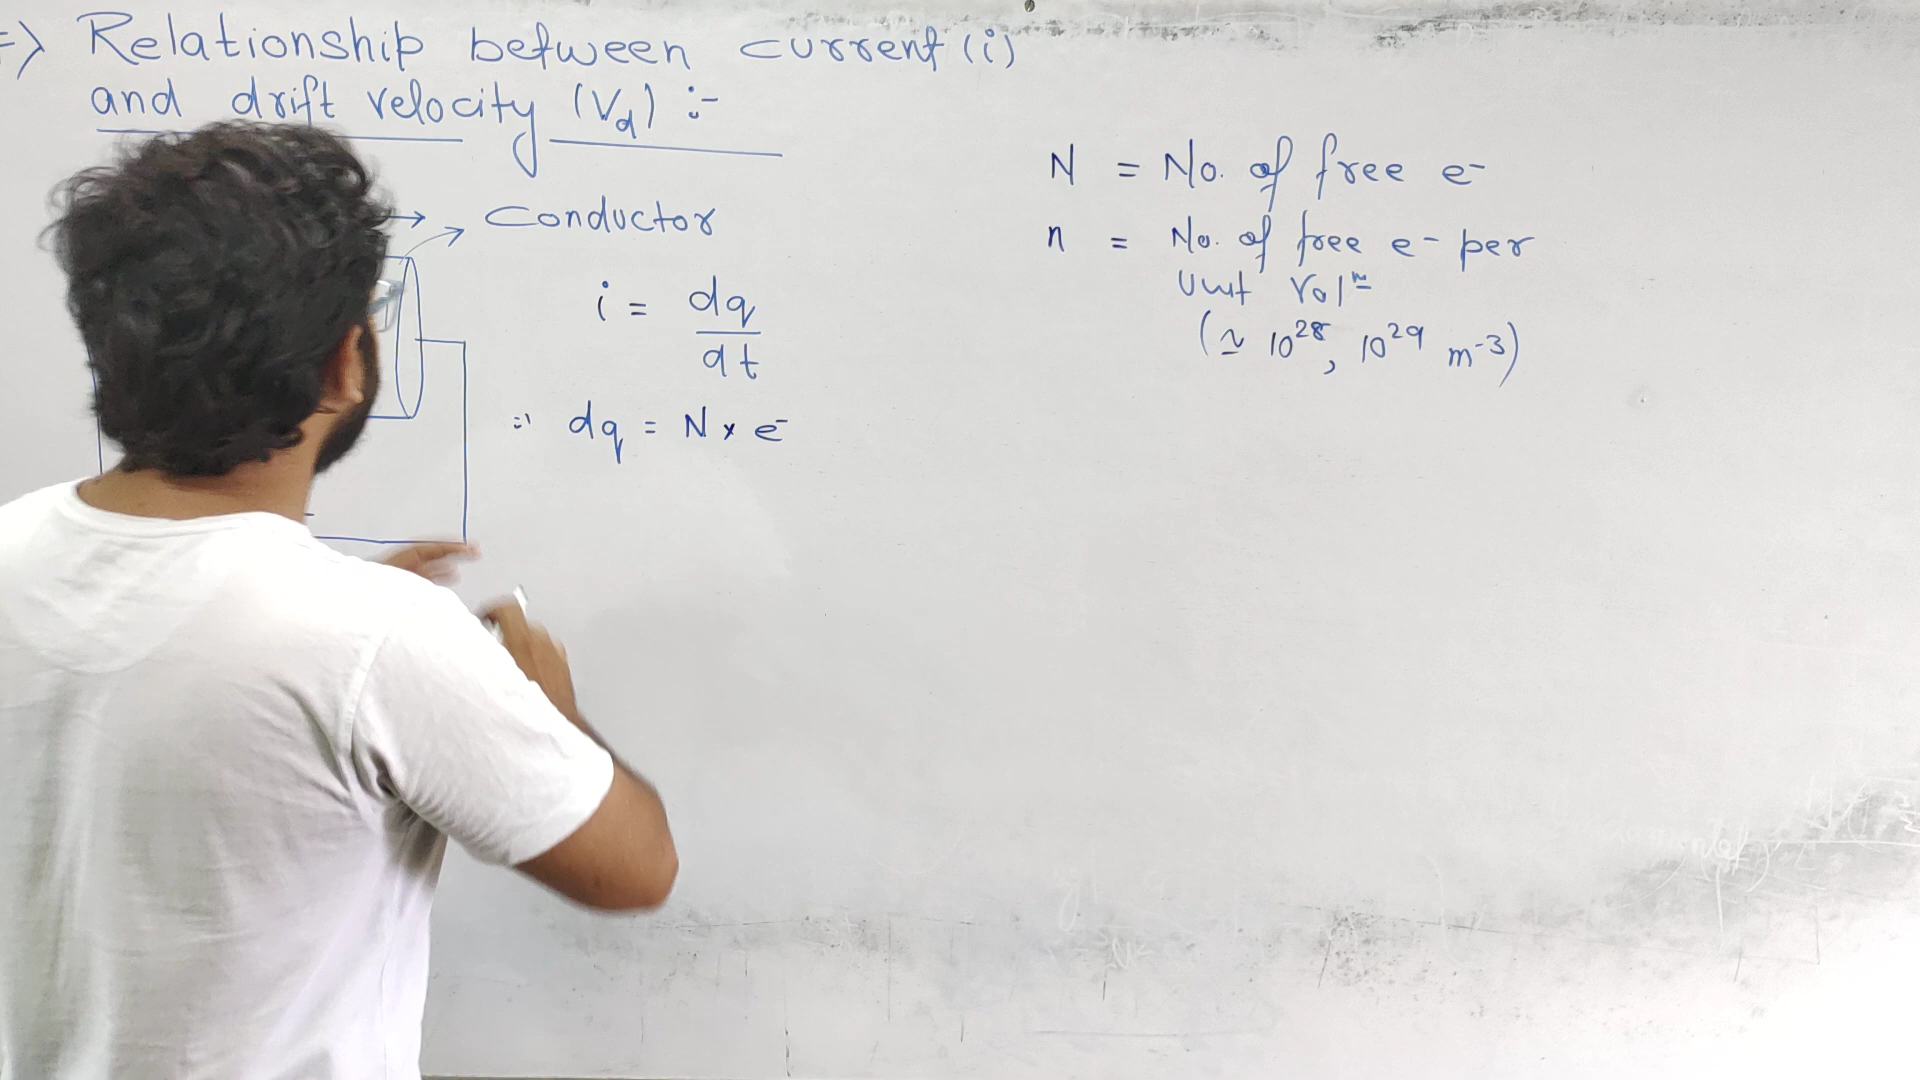 => Relationship between current (i)
and drift velocity (Vd) :-
→ Conductor
i = dq
dt
dq = N × e-
N = No. of free e-
n = No. of free e- per
Unit Vol^m
(≃ 10^28, 10^29 m^-3)